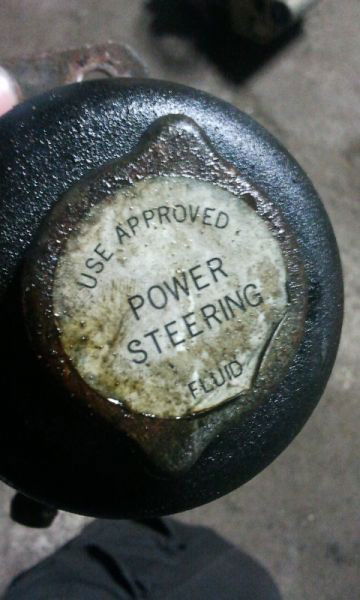 USE APPROVED
POWER
STEERING
FLUID